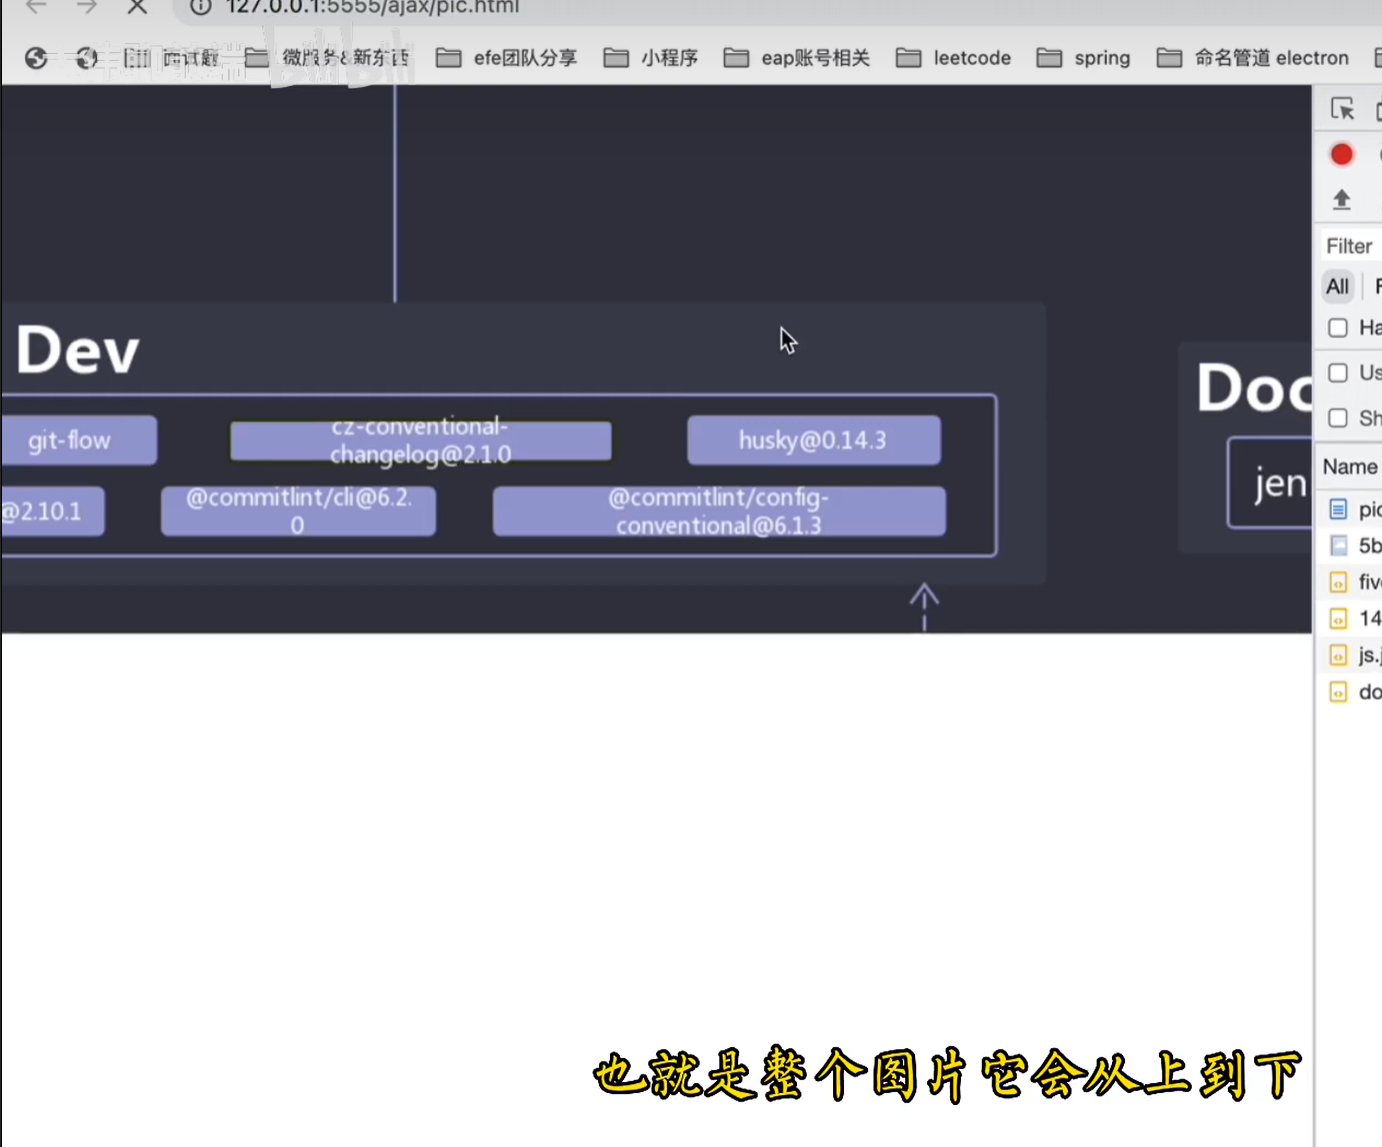 127.0.0.1:5555/ajax/pic.html
面试题 微服务&新东西 efe团队分享 小程序 eap账号相关 leetcode spring 命名管道 electron
Dev
git-flow
cz-conventional-
changelog@2.1.0
husky@0.14.3
@2.10.1
@commitlint/cli@6.2.
0
@commitlint/config-
conventional@6.1.3
Doc
jen
Filter
All
Ha
Us
Sh
Name
pic
5b
five
14
js.j
do
也就是整个图片它会从上到下